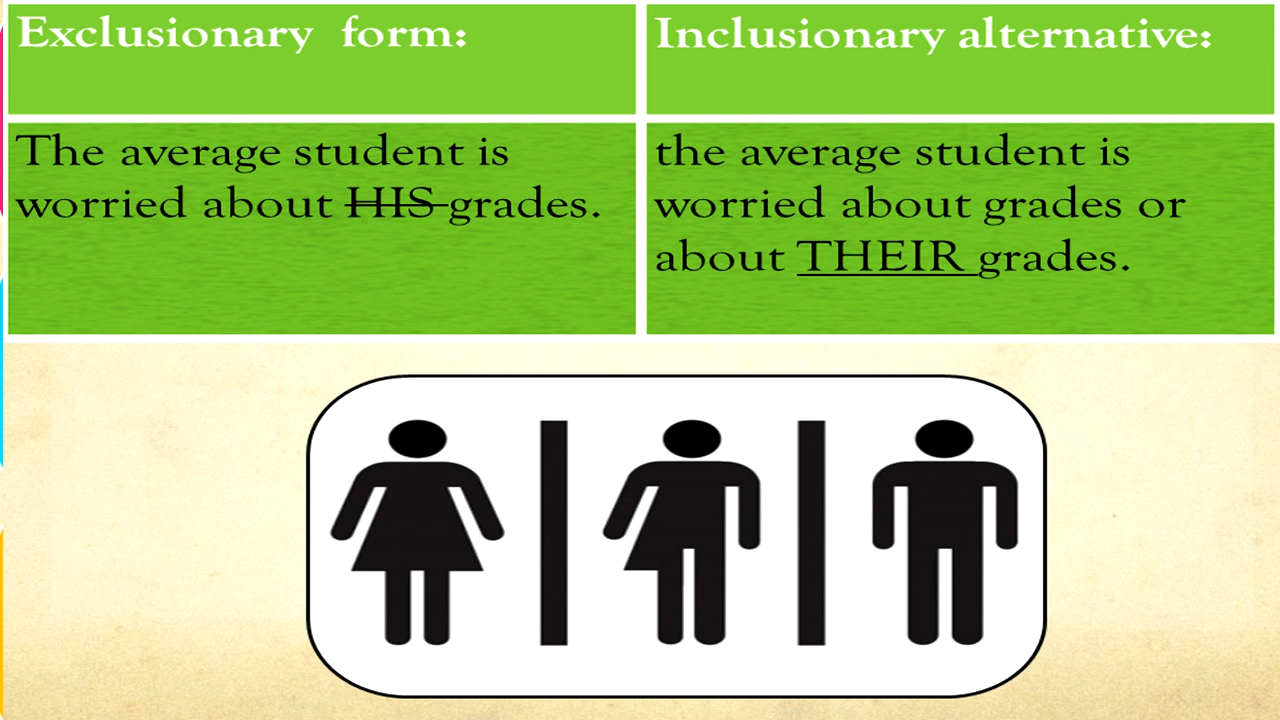 Exclusionary form:
Inclusionary alternative:
The average student is
worried about HIS grades.
the average student is
worried about grades or
about THEIR grades.